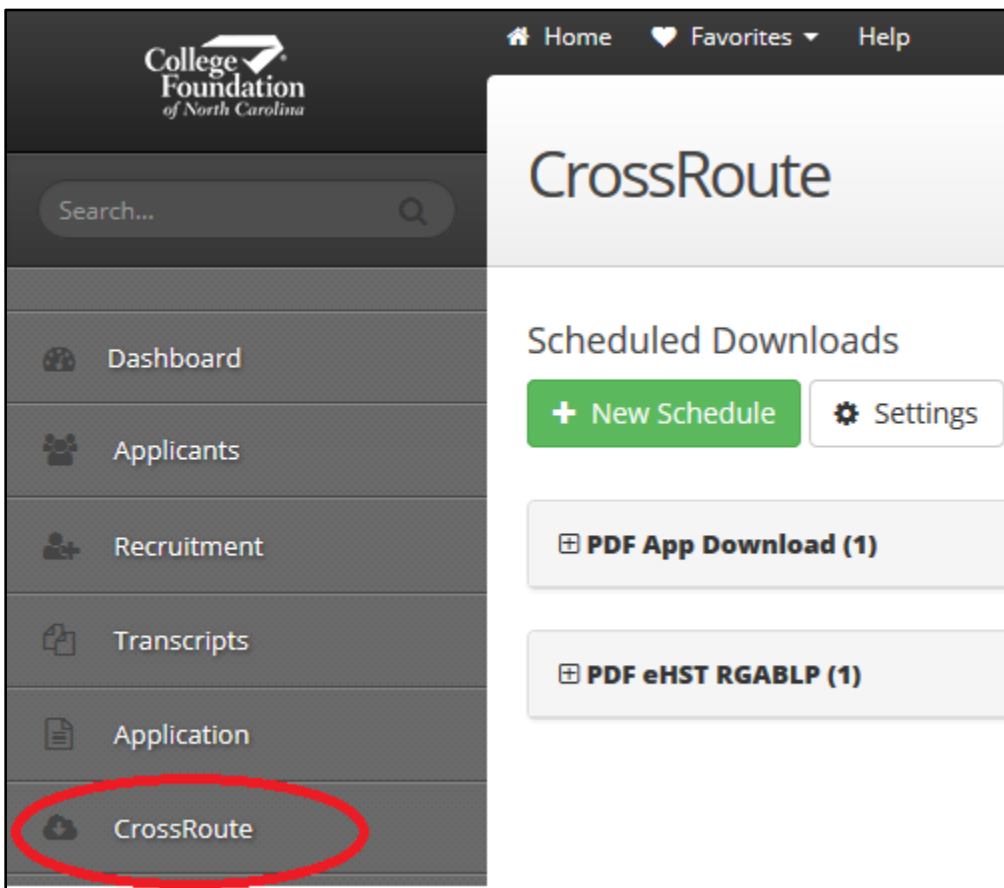 College
Foundation
of North Carolina
Home Favorites Help
Search...
CrossRoute
Dashboard
Applicants
Recruitment
Transcripts
Application
CrossRoute
Scheduled Downloads
New Schedule Settings
PDF App Download (1)
PDF eHST RGABLP (1)